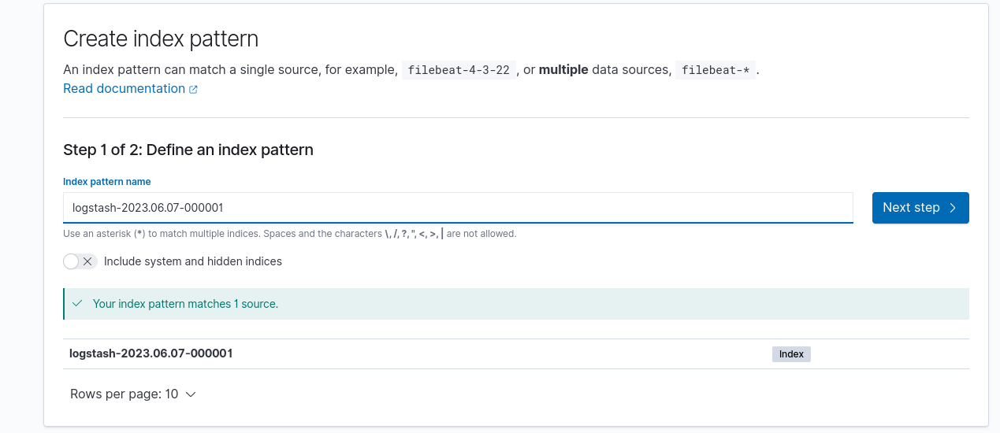 Create index pattern
An index pattern can match a single source, for example, filebeat-4-3-22 , or multiple data sources, filebeat-* .
Read documentation
Step 1 of 2: Define an index pattern
Index pattern name
logstash-2023.06.07-000001
Next step
Use an asterisk (*) to match multiple indices. Spaces and the characters \, /, ?, ", <, >, | are not allowed.
Include system and hidden indices
Your index pattern matches 1 source.
logstash-2023.06.07-000001 Index
Rows per page: 10